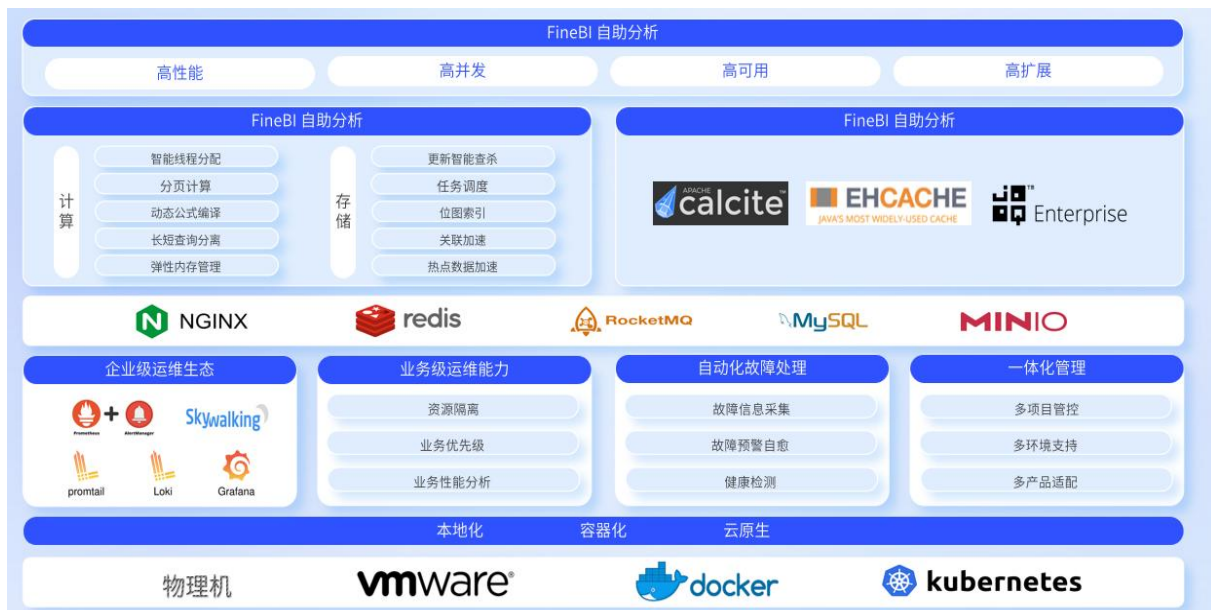 FineBI 自助分析
高性能
高并发
高可用
高扩展
FineBI 自助分析
计算
智能线程分配
分页计算
动态公式编译
长短查询分离
弹性内存管理
存储
更新智能查杀
任务调度
位图索引
关联加速
热点数据加速
FineBI 自助分析
APACHE
calcite™
EHCACHE
JAVA'S MOST WIDELY-USED CACHE
JOOQ™
Enterprise
NGINX
redis
RocketMQ
MySQL
MINIO
企业级运维生态
Prometheus
+
AlertManager
Skywalking
promtail
Loki
Grafana
业务级运维能力
资源隔离
业务优先级
业务性能分析
自动化故障处理
故障信息采集
故障预警自愈
健康检测
一体化管理
多项目管控
多环境支持
多产品适配
本地化 容器化 云原生
物理机
vmware®
docker
kubernetes